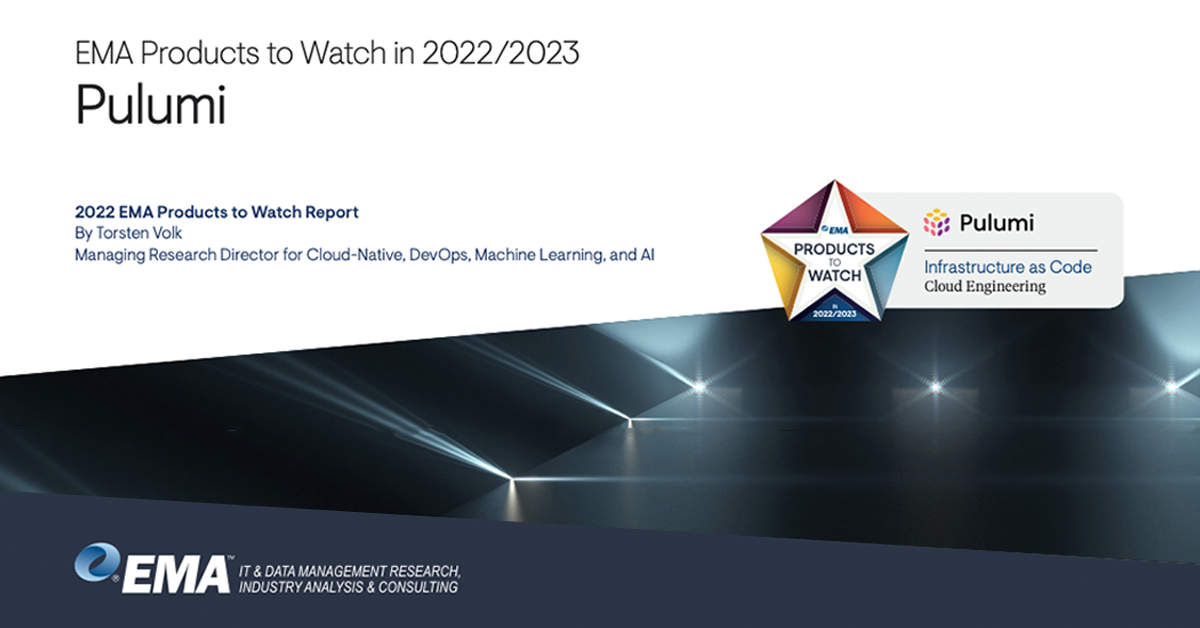 EMA Products to Watch in 2022/2023
Pulumi
2022 EMA Products to Watch Report
By Torsten Volk
Managing Research Director for Cloud-Native, DevOps, Machine Learning, and AI
EMA
PRODUCTS
TO
WATCH
IN
2022/2023
Pulumi
Infrastructure as Code
Cloud Engineering
®EMA™
IT & DATA MANAGEMENT RESEARCH,
INDUSTRY ANALYSIS & CONSULTING